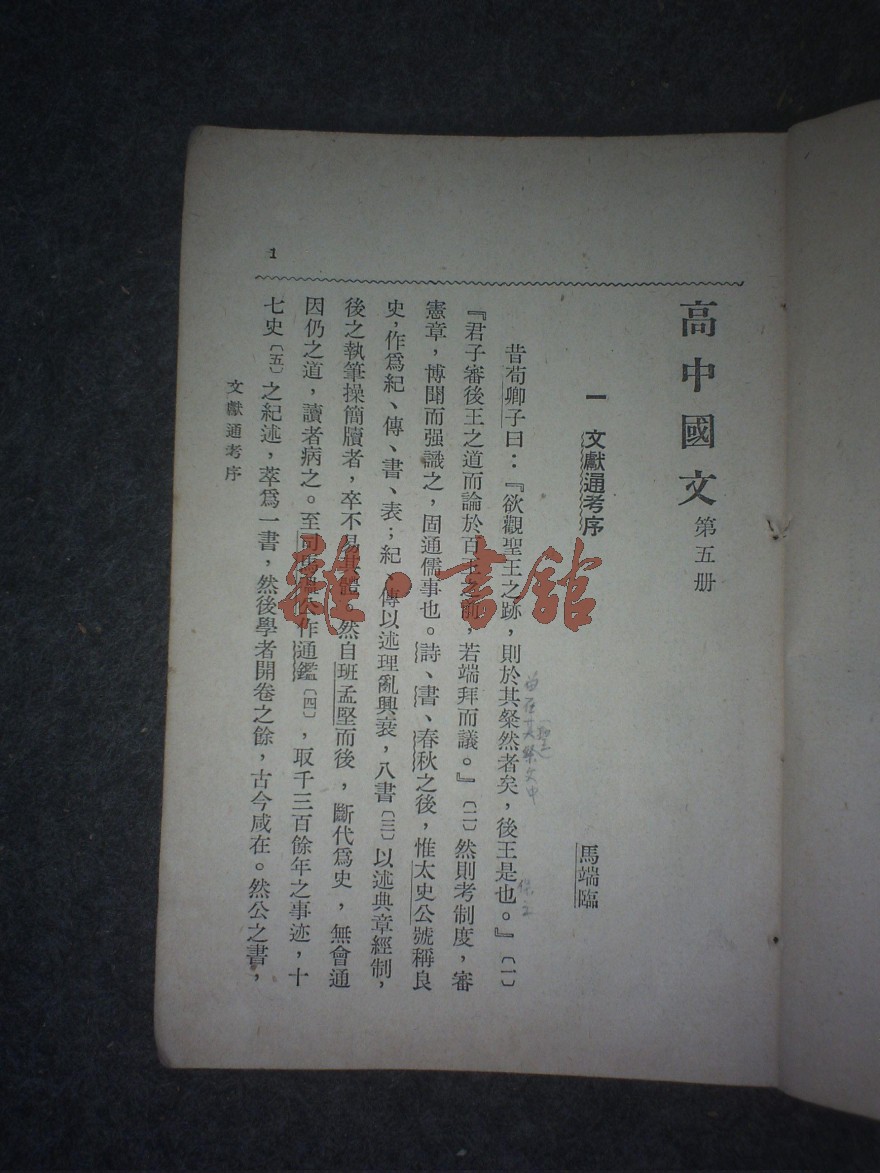 高中國文 第五册
一 文獻通考序
馬端臨
昔荀卿子曰：『欲觀聖王之跡，則於其粲然者矣，後王是也。』〔一〕
『君子審後王之道而論於百王之前，若端拜而議。』〔二〕然則考制度，審
憲章，博聞而强識之，固通儒事也。詩、書、春秋之後，惟太史公號稱良
史，作爲紀、傳、書、表；紀、傳以述理亂興衰，八書〔三〕以述典章經制，
後之執筆操簡牘者，卒不易其體。然自班孟堅而後，斷代爲史，無會通
因仍之道，讀者病之。至司馬溫公作通鑑〔四〕，取千三百餘年之事迹，十
七史〔五〕之紀述，萃爲一書，然後學者開卷之餘，古今咸在。然公之書，
文獻通考序
1
雜·書館